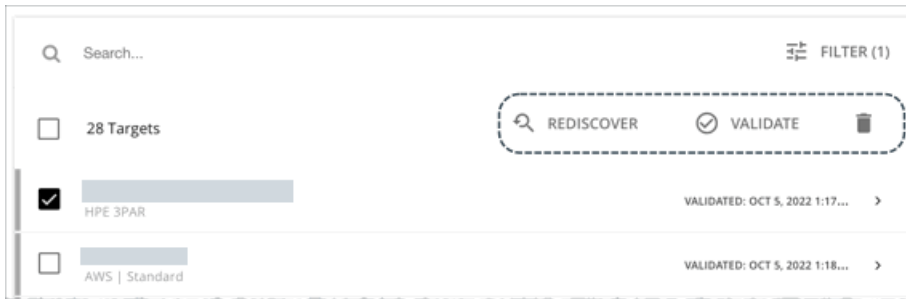 Search...
FILTER (1)
28 Targets
REDISCOVER
VALIDATE
HPE 3PAR
VALIDATED: OCT 5, 2022 1:17...
AWS | Standard
VALIDATED: OCT 5, 2022 1:18...